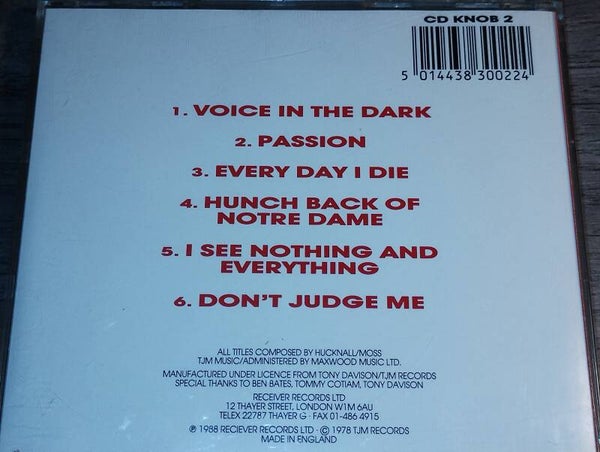 CD KNOB 2
5 014438 300224
1. VOICE IN THE DARK
2. PASSION
3. EVERY DAY I DIE
4. HUNCH BACK OF
NOTRE DAME
5. I SEE NOTHING AND
EVERYTHING
6. DON'T JUDGE ME
ALL TITLES COMPOSED BY HUCKNALL/MOSS
TJM MUSIC/ADMINISTERED BY MAXWOOD MUSIC LTD.
MANUFACTURED UNDER LICENCE FROM TONY DAVISON/TJM RECORDS
SPECIAL THANKS TO BEN BATES, TOMMY COTIAM, TONY DAVISON
RECEIVER RECORDS LTD
12 THAYER STREET, LONDON W1M 6AU
TELEX 22787 THAYER G · FAX 01-486 4915
℗ 1988 RECIEVER RECORDS LTD · © 1978 TJM RECORDS
MADE IN ENGLAND